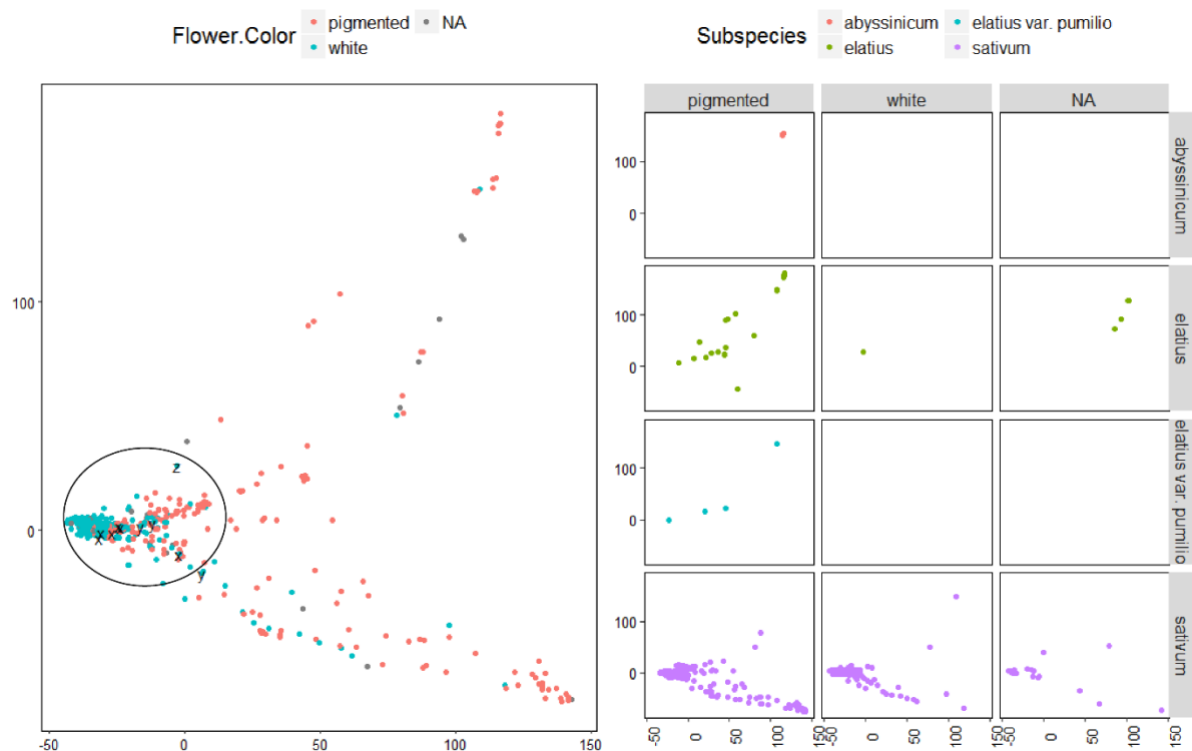 Flower.Color pigmented NA
white
Subspecies abyssinicum elatius var. pumilio
elatius sativum
pigmented white NA
abyssinicum
elatius
elatius var. pumilio
sativum
100
0
100
0
100
0
100
0
100
0
z
x x x x y y
x
y
-50 0 50 100 150
-50 0 50 100 150 -50 0 50 100 150 -50 0 50 100 150